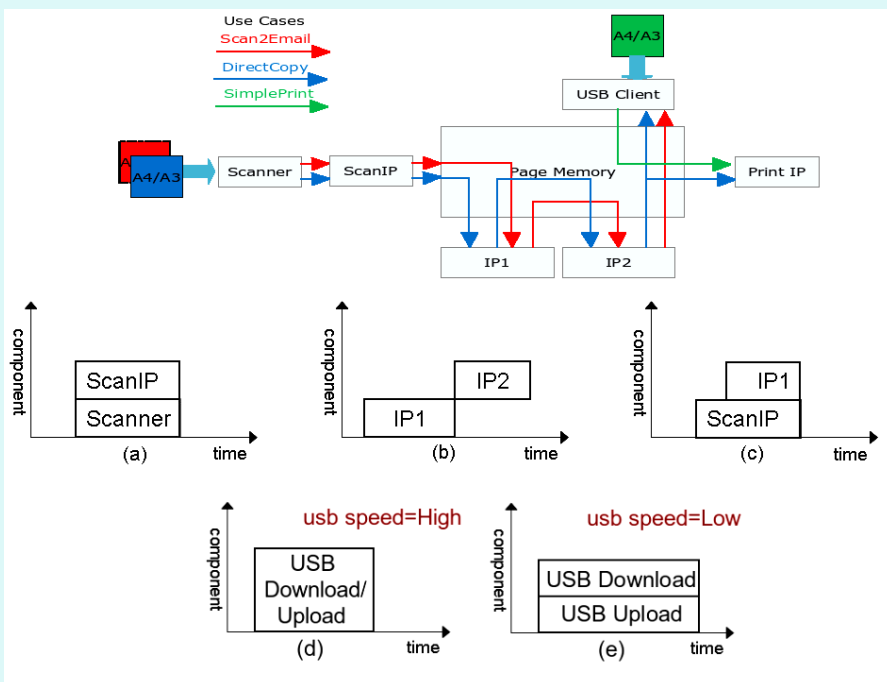 Use Cases
Scan2Email
DirectCopy
SimplePrint
A4/A3
USB Client
A
A4/A3
Scanner
ScanIP
Page Memory
Print IP
IP1
IP2
component
ScanIP
Scanner
(a)
time
component
IP2
IP1
(b)
time
component
IP1
ScanIP
(c)
time
usb speed=High
component
USB
Download/
Upload
(d)
time
usb speed=Low
component
USB Download
USB Upload
(e)
time